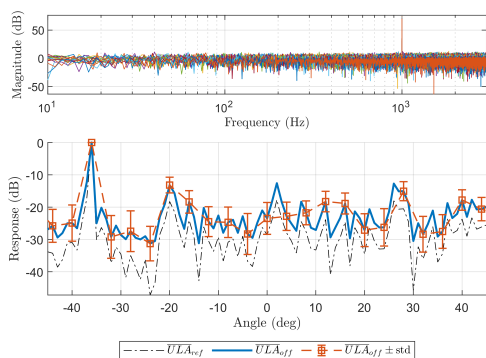 Magnitude (dB)
50
0
-50
10^1
10^2
10^3
Frequency (Hz)
Response (dB)
0
-10
-20
-30
-40
-40
-30
-20
-10
0
10
20
30
40
Angle (deg)
ULA_ref
ULA_off
ULA_off ± std